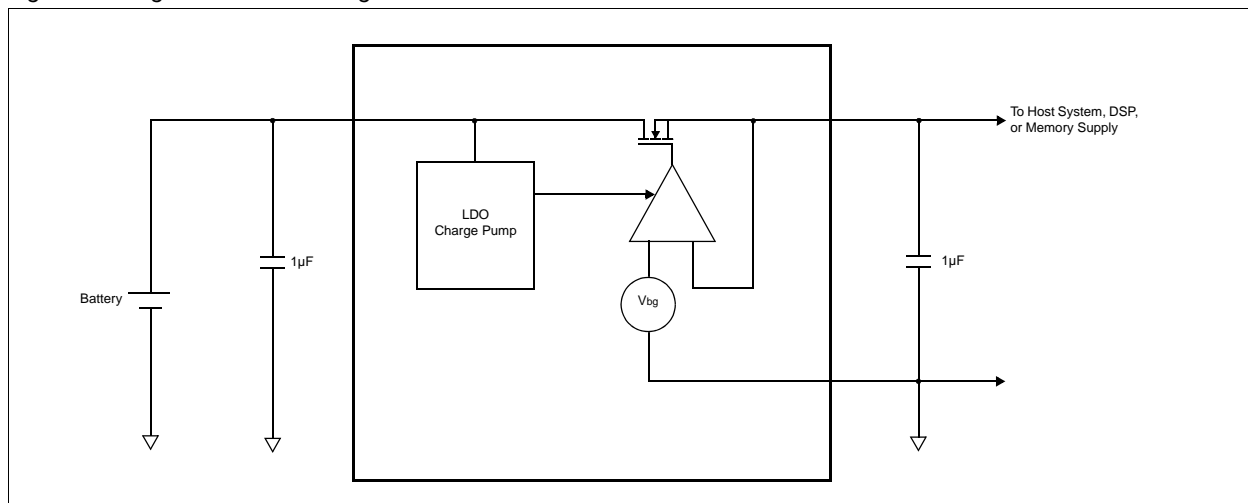 To Host System, DSP,
or Memory Supply
LDO
Charge Pump
1µF
1µF
Battery
Vbg